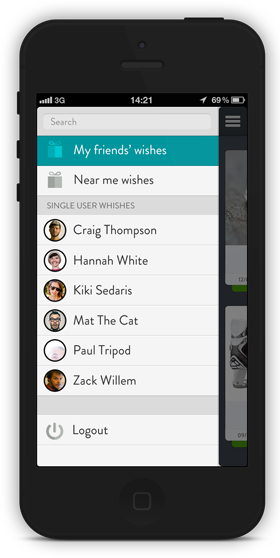 3G 14:21 69%
Search
My friends' wishes
Near me wishes
SINGLE USER WHISHES
Craig Thompson
Hannah White
Kiki Sedaris
Mat The Cat
Paul Tripod
Zack Willem
Logout